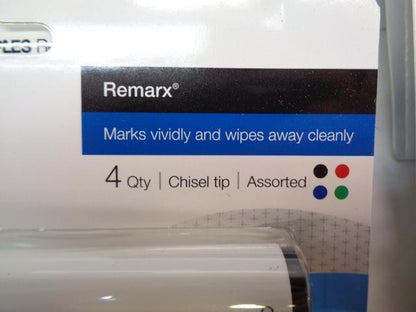 Remarx®
Marks vividly and wipes away cleanly
4 Qty | Chisel tip | Assorted